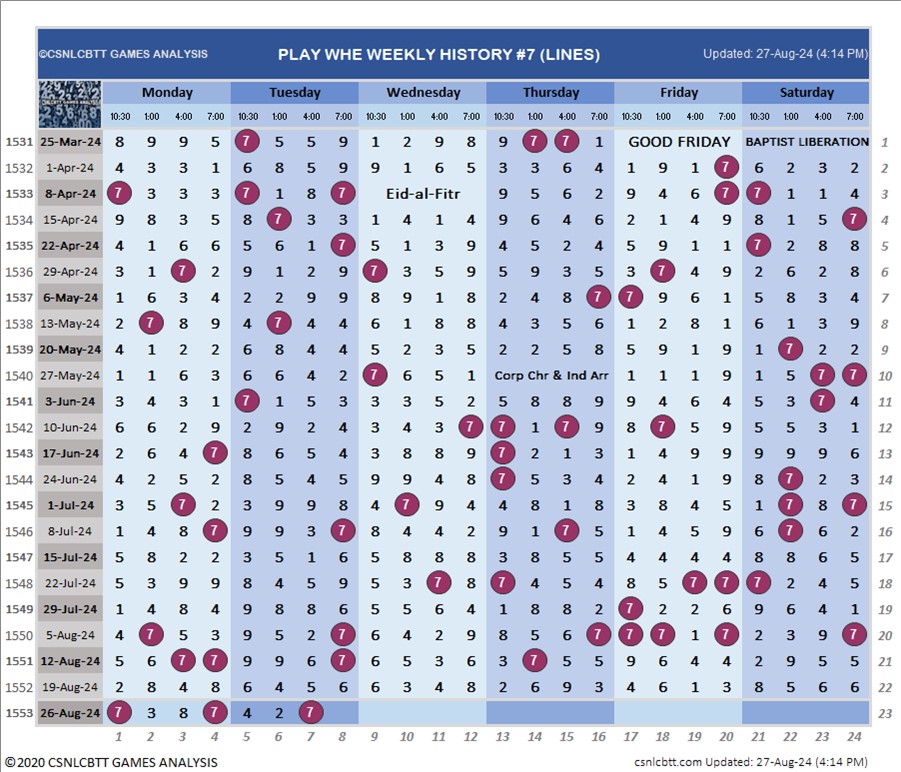 ©CSNLCBTT GAMES ANALYSIS PLAY WHE WEEKLY HISTORY #7 (LINES) Updated: 27-Aug-24 (4:14 PM)
Monday Tuesday Wednesday Thursday Friday Saturday
10:30 1:00 4:00 7:00 10:30 1:00 4:00 7:00 10:30 1:00 4:00 7:00 10:30 1:00 4:00 7:00 10:30 1:00 4:00 7:00 10:30 1:00 4:00 7:00
1531 25-Mar-24 8 9 9 5 7 5 5 9 1 2 9 8 9 7 7 1 GOOD FRIDAY BAPTIST LIBERATION 1
1532 1-Apr-24 4 3 3 1 6 8 5 9 9 1 6 5 3 3 6 4 1 9 1 7 6 2 3 2 2
1533 8-Apr-24 7 3 3 3 7 1 8 7 Eid-al-Fitr 9 5 6 2 9 4 6 7 7 1 1 4 3
1534 15-Apr-24 9 8 3 5 8 7 3 3 1 4 1 4 9 6 4 6 2 1 4 9 8 1 5 7 4
1535 22-Apr-24 4 1 6 6 5 6 1 7 5 1 3 9 4 5 2 4 5 9 1 1 7 2 8 8 5
1536 29-Apr-24 3 1 7 2 9 1 2 9 7 3 5 9 5 9 3 5 3 7 4 9 2 6 2 8 6
1537 6-May-24 1 6 3 4 2 2 9 9 8 9 1 8 2 4 8 7 7 9 6 1 5 8 3 4 7
1538 13-May-24 2 7 8 9 4 7 4 4 6 1 8 8 4 3 5 6 1 2 8 1 6 1 3 9 8
1539 20-May-24 4 1 2 2 6 8 4 4 5 2 3 5 2 2 5 8 5 9 1 9 1 7 2 2 9
1540 27-May-24 1 1 6 3 6 6 4 2 7 6 5 1 Corp Chr & Ind Arr 1 1 1 9 1 5 7 7 10
1541 3-Jun-24 3 4 3 1 7 1 5 3 3 3 5 2 5 8 8 9 9 4 6 4 5 3 7 4 11
1542 10-Jun-24 6 6 2 9 2 9 2 4 3 4 3 7 7 1 7 9 8 7 5 9 5 5 3 1 12
1543 17-Jun-24 2 6 4 7 8 6 5 4 3 8 8 9 7 2 1 3 1 4 9 9 9 9 9 6 13
1544 24-Jun-24 4 2 5 2 8 5 4 5 9 9 4 8 7 5 3 4 2 4 1 9 8 7 2 3 14
1545 1-Jul-24 3 5 7 2 3 9 9 8 4 7 9 4 4 8 1 8 3 8 4 5 1 7 8 7 15
1546 8-Jul-24 1 4 8 7 9 9 3 7 8 4 4 2 9 1 7 5 1 4 5 9 6 7 6 2 16
1547 15-Jul-24 5 8 2 2 3 5 1 6 5 8 8 8 3 8 5 5 4 4 4 4 8 8 6 5 17
1548 22-Jul-24 5 3 9 9 8 4 5 9 5 3 7 8 7 4 5 4 8 5 7 7 7 2 4 5 18
1549 29-Jul-24 1 4 8 4 9 8 8 6 5 5 6 4 1 8 8 2 7 2 2 6 9 6 4 1 19
1550 5-Aug-24 4 7 5 3 9 5 2 7 6 4 2 9 8 5 6 7 7 7 1 7 2 3 9 7 20
1551 12-Aug-24 5 6 7 7 9 9 6 7 6 5 3 6 3 7 5 5 9 6 4 4 2 9 5 5 21
1552 19-Aug-24 2 8 4 8 6 4 5 6 6 3 4 8 2 6 9 3 4 6 1 3 8 5 6 6 22
1553 26-Aug-24 7 3 8 7 4 2 7 23
1 2 3 4 5 6 7 8 9 10 11 12 13 14 15 16 17 18 19 20 21 22 23 24
©2020 CSNLCBTT GAMES ANALYSIS csnlcbtt.com Updated: 27-Aug-24 (4:14 PM)